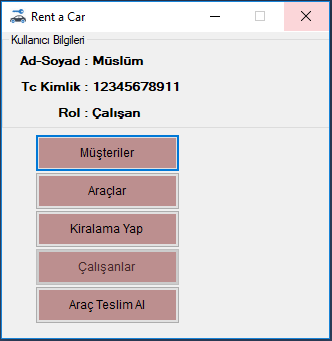 Rent a Car
Kullanıcı Bilgileri
Ad-Soyad : Müslüm
Tc Kimlik : 12345678911
Rol : Çalışan
Müşteriler
Araçlar
Kiralama Yap
Çalışanlar
Araç Teslim Al